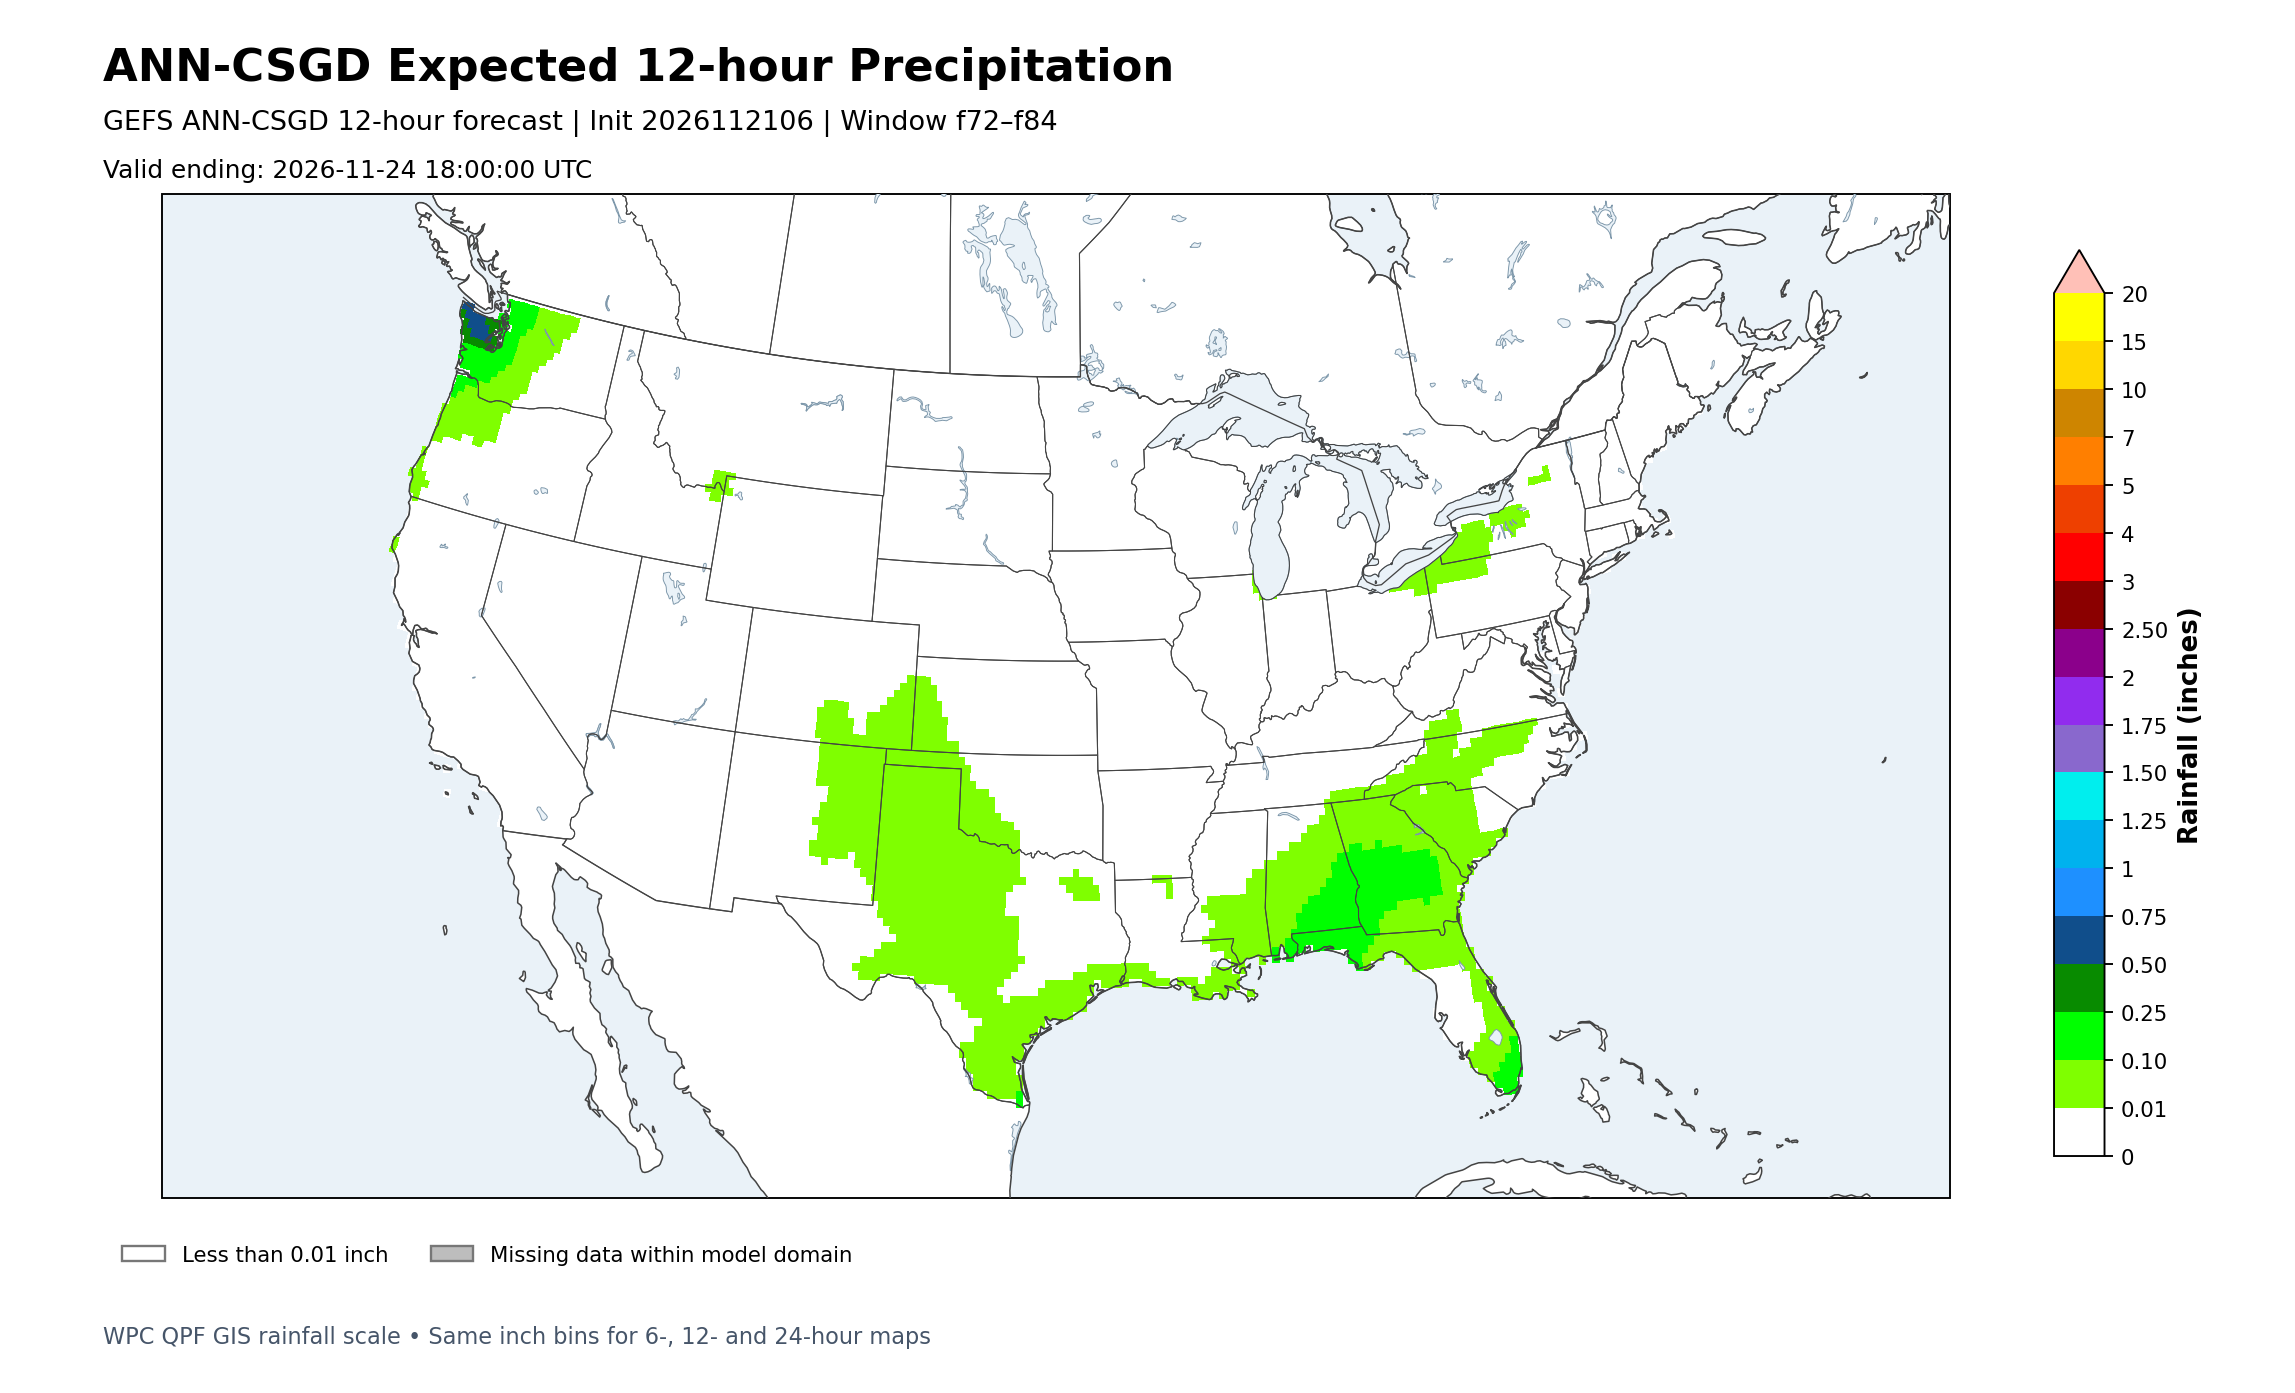 ANN-CSGD Expected 12-hour Precipitation
GEFS ANN-CSGD 12-hour forecast | Init 2026112106 | Window f72–f84
Valid ending: 2026-11-24 18:00:00 UTC
20
15
10
7
5
4
3
2.50
2
1.75
1.50
1.25
1
0.75
0.50
0.25
0.10
0.01
0
Rainfall (inches)
Less than 0.01 inch
Missing data within model domain
WPC QPF GIS rainfall scale • Same inch bins for 6-, 12- and 24-hour maps